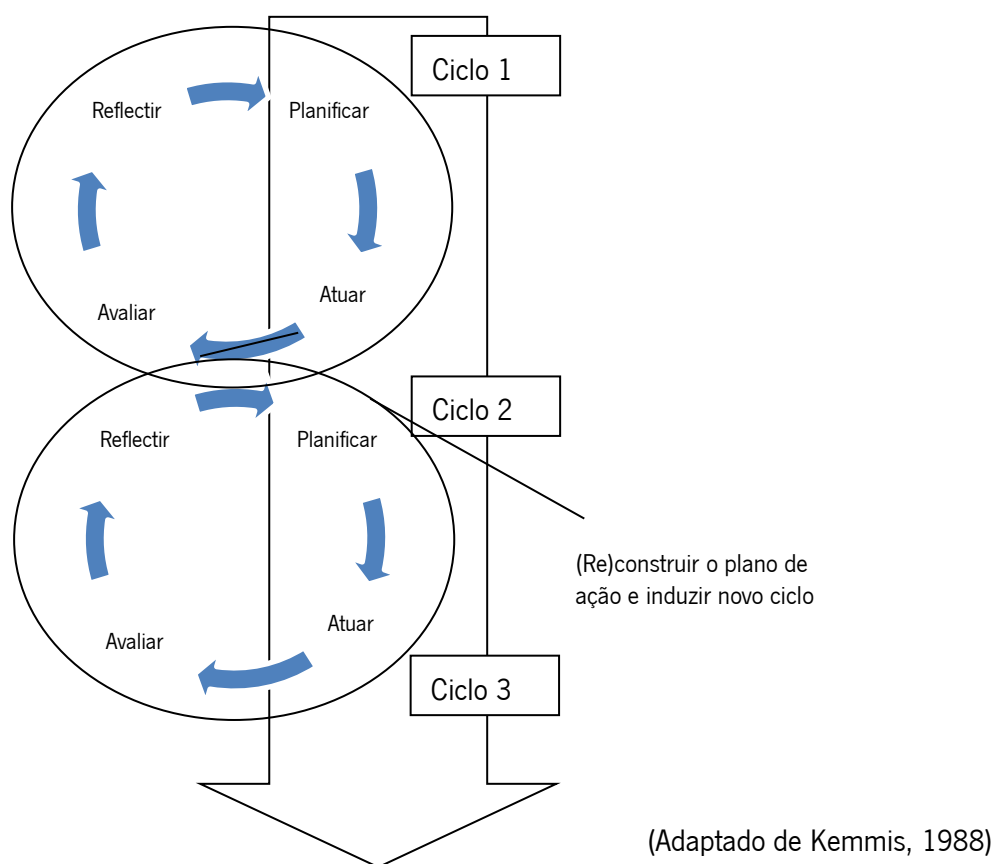 Ciclo 1
Reflectir
Planificar
Avaliar
Atuar
Ciclo 2
Reflectir
Planificar
(Re)construir o plano de
ação e induzir novo ciclo
Avaliar
Atuar
Ciclo 3
(Adaptado de Kemmis, 1988)